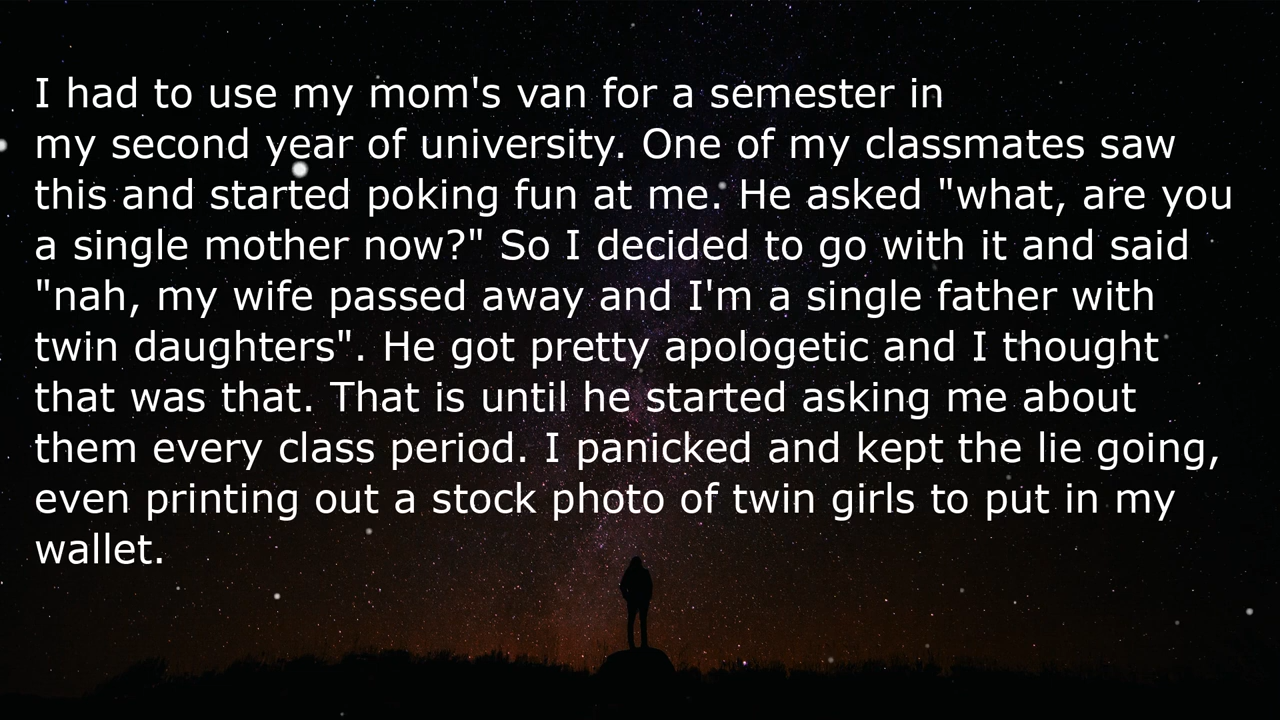 I had to use my mom's van for a semester in
my second year of university. One of my classmates saw
this and started poking fun at me. He asked "what, are you
a single mother now?" So I decided to go with it and said
"nah, my wife passed away and I'm a single father with
twin daughters". He got pretty apologetic and I thought
that was that. That is until he started asking me about
them every class period. I panicked and kept the lie going,
even printing out a stock photo of twin girls to put in my
wallet.